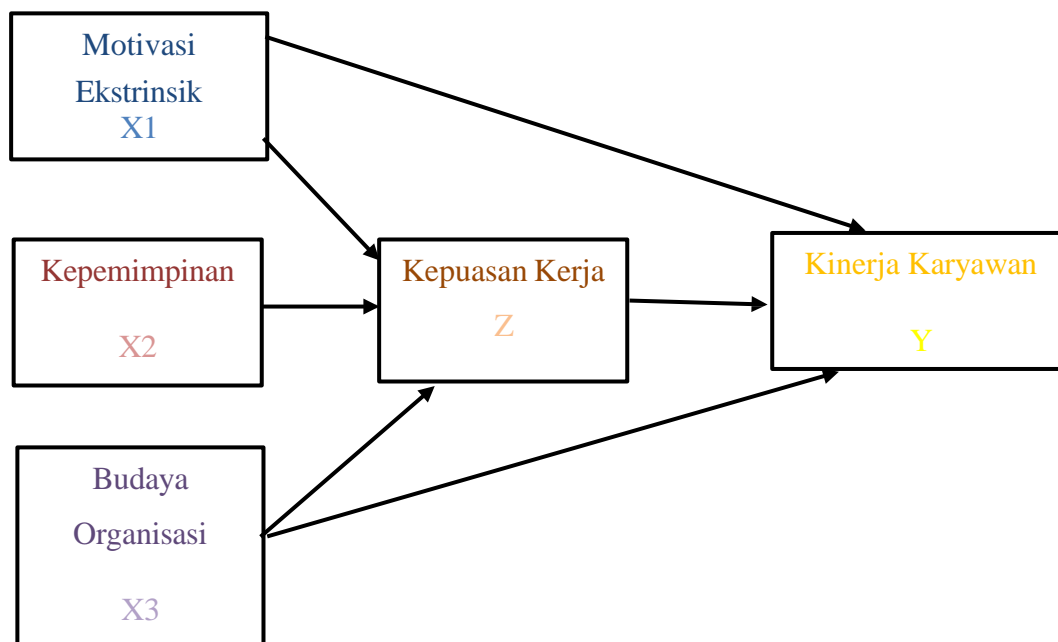 Motivasi
Ekstrinsik
X1
Kepemimpinan
X2
Budaya
Organisasi
X3
Kepuasan Kerja
Z
Kinerja Karyawan
Y